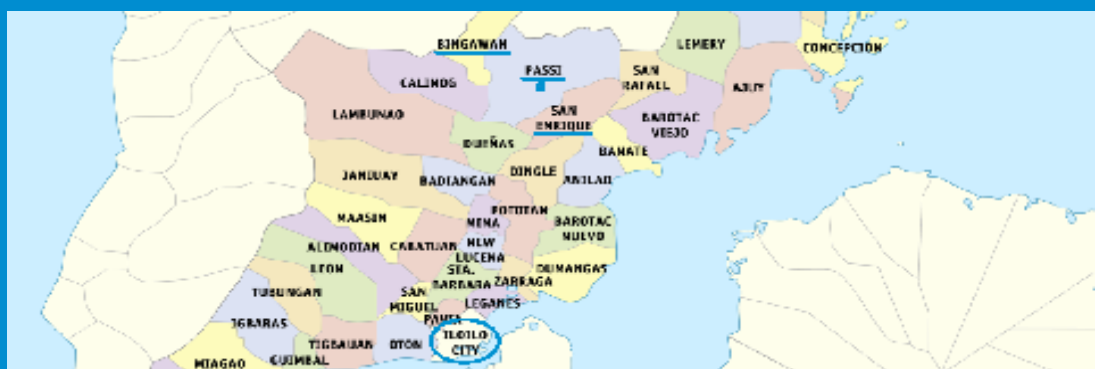 BINGAWAN
LEMERY
CONCEPCIÓN
PASSI
CALINOG
SAN
RAFAEL
AJUY
LAMBUNAO
SAN
ENRIQUE
BAROTAC
VIEJO
DUEÑAS
BANATE
DINGLE
JANIUAY
BADIANGAN
ANILAO
POTOTAN
MAASIN
MINA
BAROTAC
NUEVO
ALIMODIAN
CABATUAN
NEW
LUCENA
LEON
STA.
BARBARA
DUMANGAS
ZARRAGA
TUBUNGAN
SAN
MIGUEL
LEGANES
PAVIA
IGBARAS
TIGBAUAN
OTON
ILOILO
CITY
GUIMBAL
MIAGAO